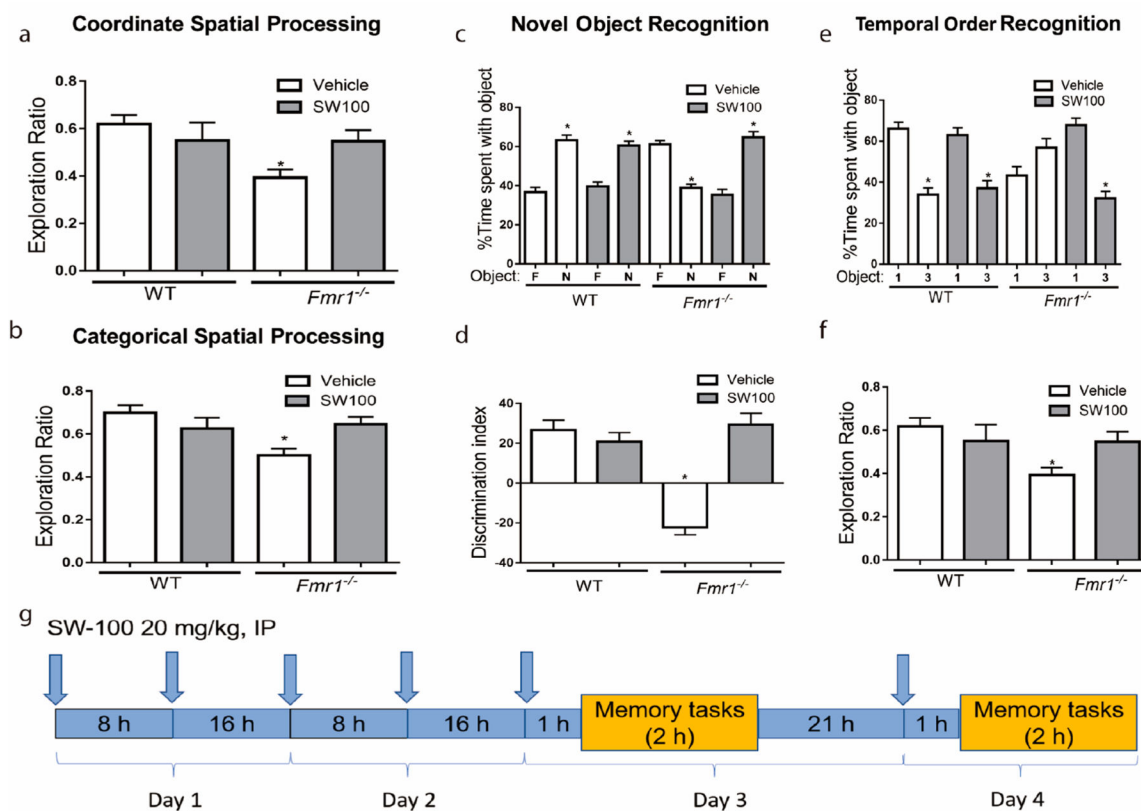 a
Coordinate Spatial Processing
Vehicle
SW100
Exploration Ratio
0.8
0.6
0.4
0.2
0.0
*
WT
Fmr1-/-
b
Categorical Spatial Processing
Vehicle
SW100
Exploration Ratio
0.8
0.6
0.4
0.2
0.0
*
WT
Fmr1-/-
c
Novel Object Recognition
Vehicle
SW100
%Time spent with object
80
60
40
20
0
* * * *
Object: F N F N F N F N
WT
Fmr1-/-
d
Vehicle
SW100
Discrimination index
40
20
0
-20
-40
*
WT
Fmr1-/-
e
Temporal Order Recognition
Vehicle
SW100
%Time spent with object
80
60
40
20
0
* * *
Object: 1 3 1 3 1 3 1 3
WT
Fmr1-/-
f
Vehicle
SW100
Exploration Ratio
0.8
0.6
0.4
0.2
0.0
*
WT
Fmr1-/-
g
SW-100 20 mg/kg, IP
8 h 16 h 8 h 16 h 1 h Memory tasks (2 h) 21 h 1 h Memory tasks (2 h)
Day 1 Day 2 Day 3 Day 4